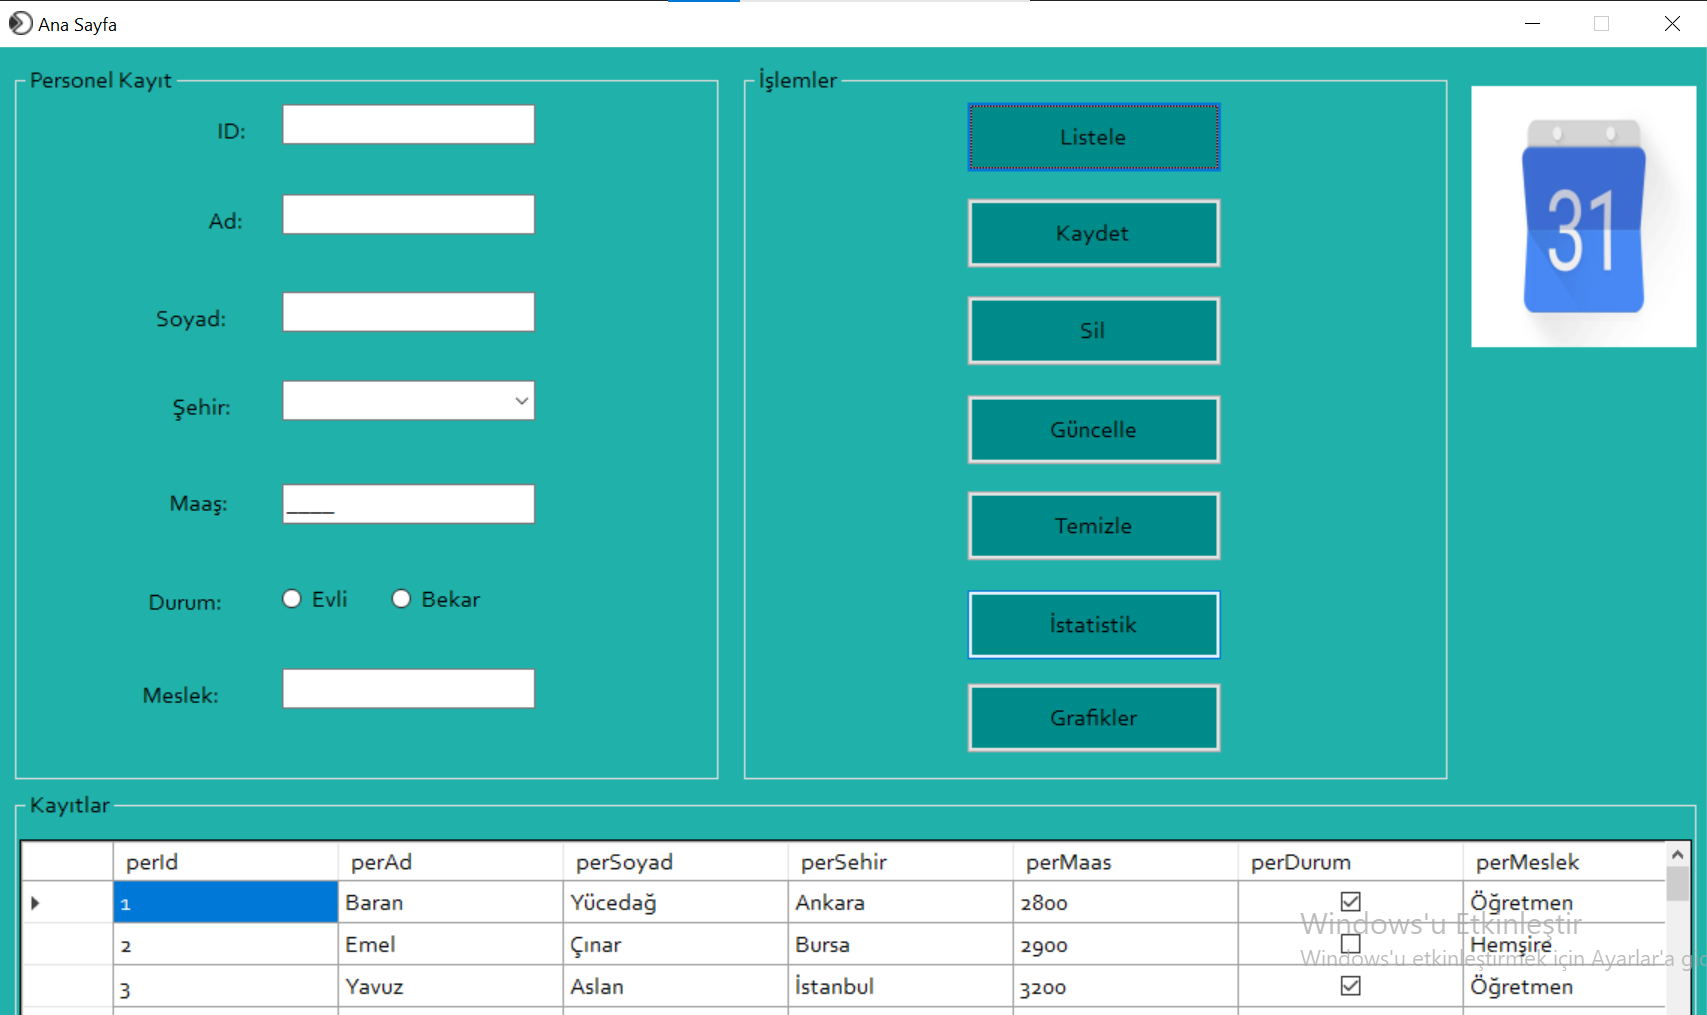 Ana Sayfa
Personel Kayıt
ID:
Ad:
Soyad:
Şehir:
Maaş:
____
Durum:
Evli
Bekar
Meslek:
İşlemler
Listele
Kaydet
Sil
Güncelle
Temizle
İstatistik
Grafikler
31
Kayıtlar
perId perAd perSoyad perSehir perMaas perDurum perMeslek
1 Baran Yücedağ Ankara 2800 Öğretmen
2 Emel Çınar Bursa 2900 Hemşire
3 Yavuz Aslan İstanbul 3200 Öğretmen
Windows'u Etkinleştir
Windows'u etkinleştirmek için Ayarlar'a